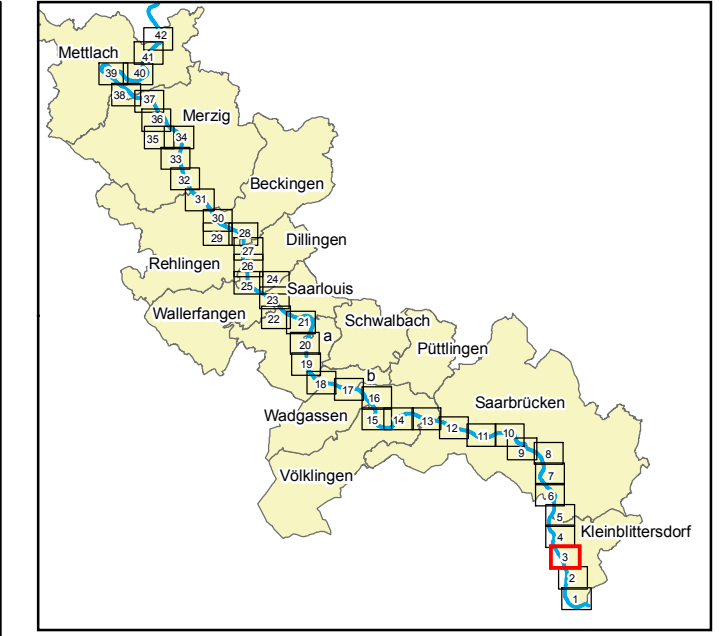 42
Mettlach
41
39
40
38
37
36
Merzig
35
34
33
32
Beckingen
31
30
29
28
Dillingen
27
Rehlingen
26
25
24
Saarlouis
23
Wallerfangen
22
21
Schwalbach
a
20
Püttlingen
19
b
18
17
16
Saarbrücken
Wadgassen
15
14
13
12
11
10
9
8
Völklingen
7
6
5
4
Kleinblittersdorf
3
2
1